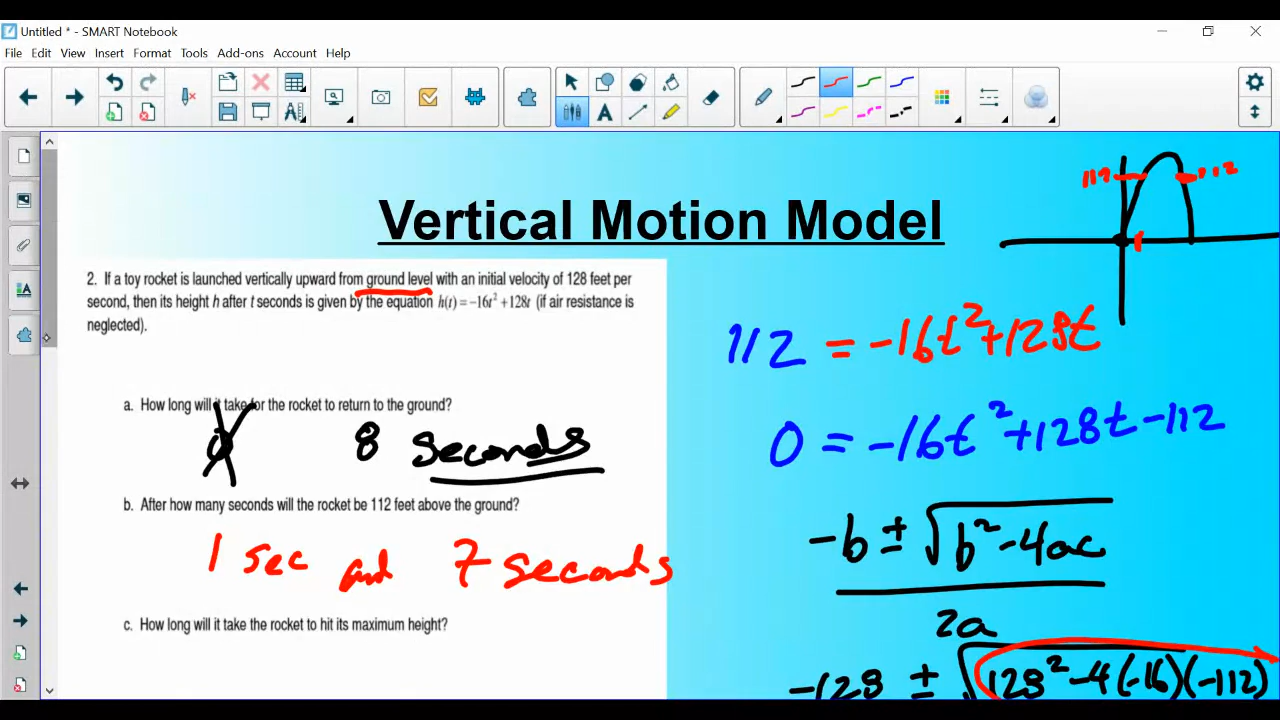 Untitled * - SMART Notebook
File Edit View Insert Format Tools Add-ons Account Help
Vertical Motion Model
2. If a toy rocket is launched vertically upward from ground level with an initial velocity of 128 feet per
second, then its height h after t seconds is given by the equation h(t) = −16t² + 128t (if air resistance is
neglected).
a. How long will it take for the rocket to return to the ground?
0 8 seconds
b. After how many seconds will the rocket be 112 feet above the ground?
1 sec and 7 seconds
c. How long will it take the rocket to hit its maximum height?
112 112
112 = -16t²+128t
0 = -16t²+128t-112
-b ± √b²-4ac
2a
-128 ± √128²-4(-16)(-112)